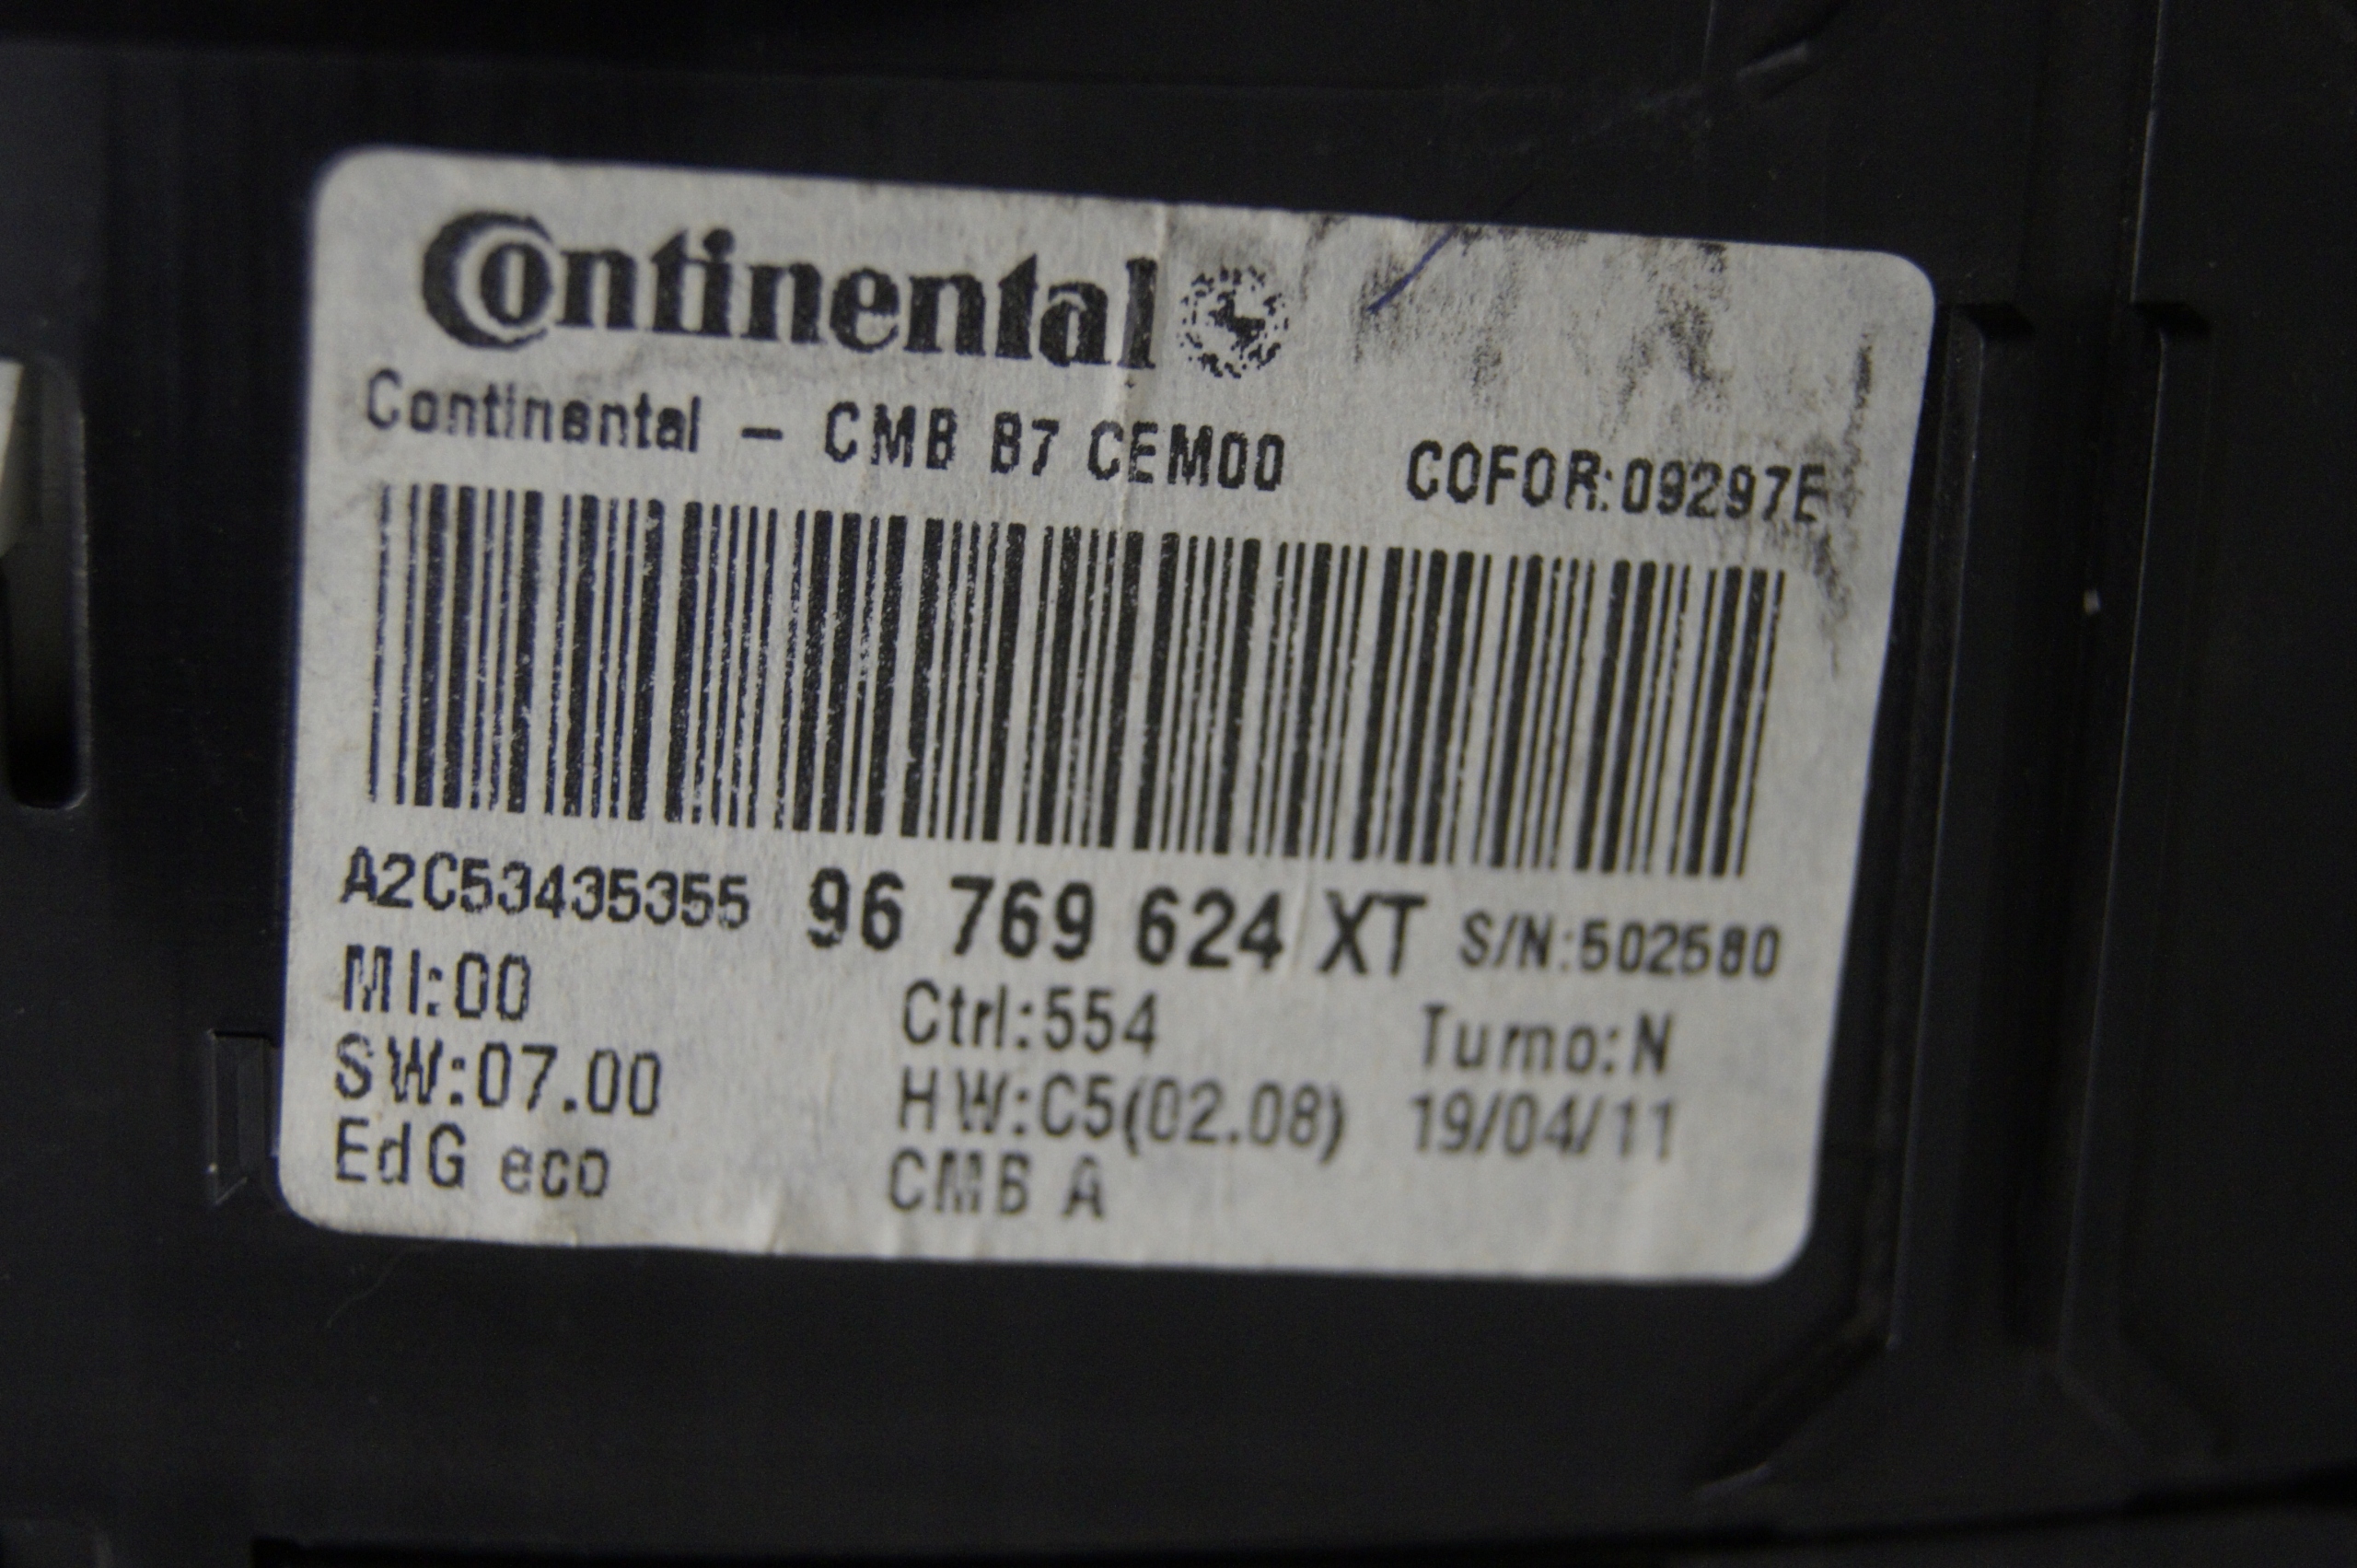 Continental
Continental - CMB B7 CEM00 COFOR:09297E
A2C53435355 96 769 624 XT S/N:502580
MI:00 Ctrl:554 Turno:N
SW:07.00 HW:C5(02.08) 19/04/11
EdG eco CMB A